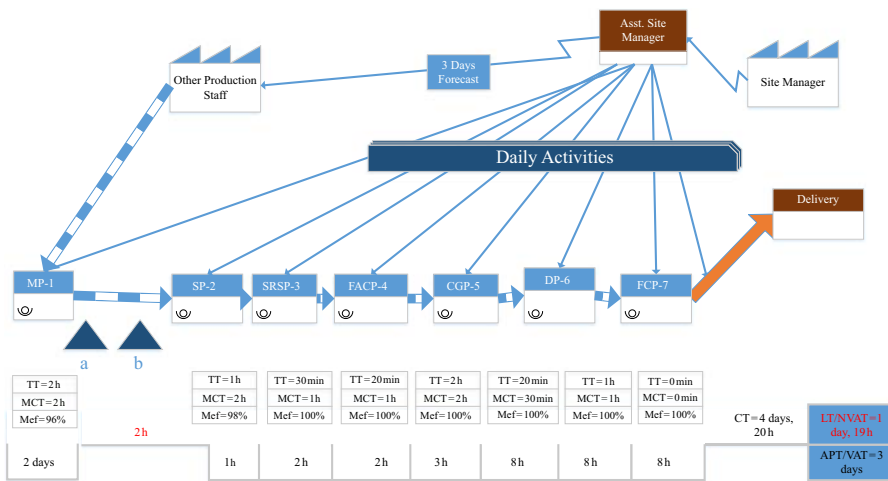 Asst. Site
Manager
3 Days
Forecast
Other Production
Staff
Site Manager
Daily Activities
Delivery
MP-1
SP-2
SRSP-3
FACP-4
CGP-5
DP-6
FCP-7
a
b
TT=2h
MCT=2h
Mef=96%
TT=1h
MCT=2h
Mef=98%
TT=30min
MCT=1h
Mef=100%
TT=20min
MCT=1h
Mef=100%
TT=2h
MCT=2h
Mef=100%
TT=20min
MCT=30min
Mef=100%
TT=1h
MCT=1h
Mef=100%
TT=0min
MCT=0min
Mef=100%
2h
CT=4 days,
20h
LT/NVAT=1
day, 19h
2 days
1h
2h
2h
3h
8h
8h
8h
APT/VAT=3
days